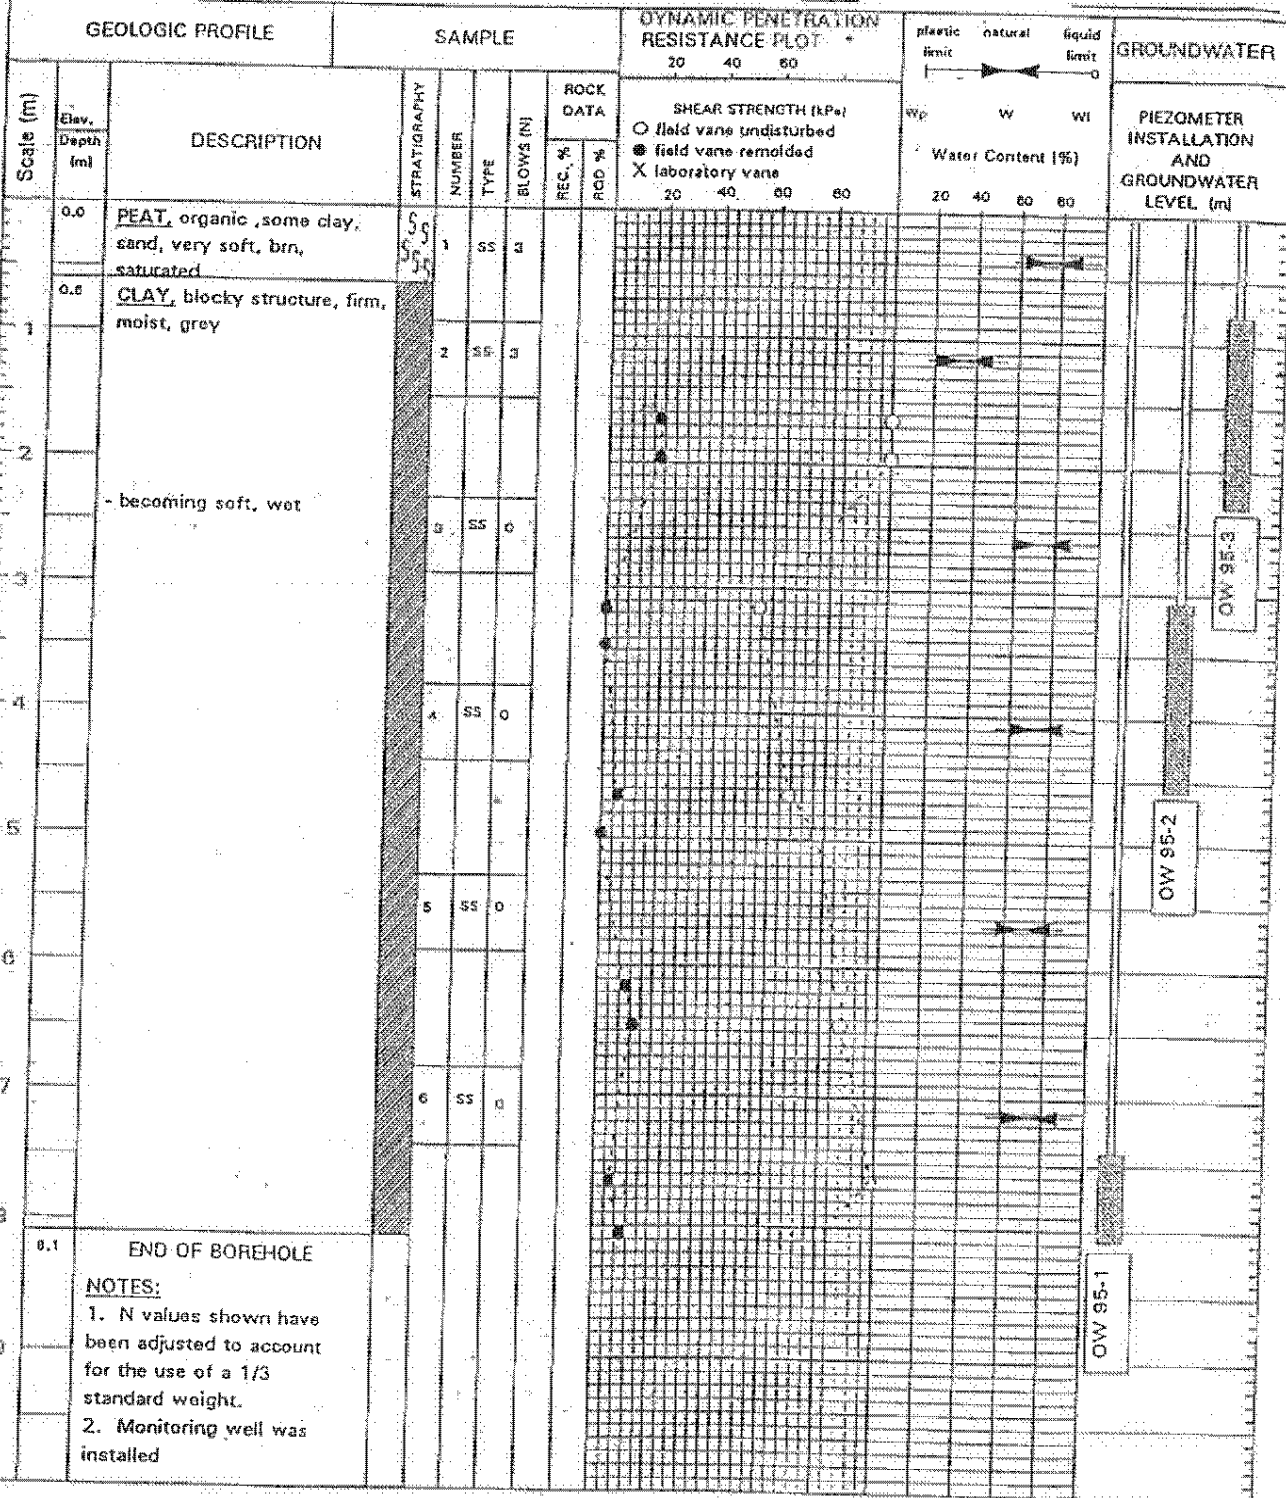 GEOLOGIC PROFILE
SAMPLE
DYNAMIC PENETRATION
RESISTANCE PLOT
20 40 60
plastic natural liquid
limit limit
GROUNDWATER
Scale (m)
Elev.
Depth
(m)
DESCRIPTION
STRATIGRAPHY
NUMBER
TYPE
BLOWS (N)
ROCK
DATA
REC, %
RQD %
SHEAR STRENGTH (kPa)
O field vane undisturbed
● field vane remolded
X laboratory vane
20 40 60 80
Wp W Wl
Water Content (%)
20 40 60 80
PIEZOMETER
INSTALLATION
AND
GROUNDWATER
LEVEL (m)
0.0
PEAT, organic ,some clay,
sand, very soft, brn,
saturated
1 SS 3
CLAY, blocky structure, firm,
moist, grey
1
2 SS 3
2
- becoming soft, wet
3 SS 0
3
OW 95-3
4
4 SS 0
5
OW 95-2
5 SS 0
6
7
6 SS 0
8.1
END OF BOREHOLE
OW 95-1
NOTES:
1. N values shown have
been adjusted to account
for the use of a 1/3
standard weight.
2. Monitoring well was
installed